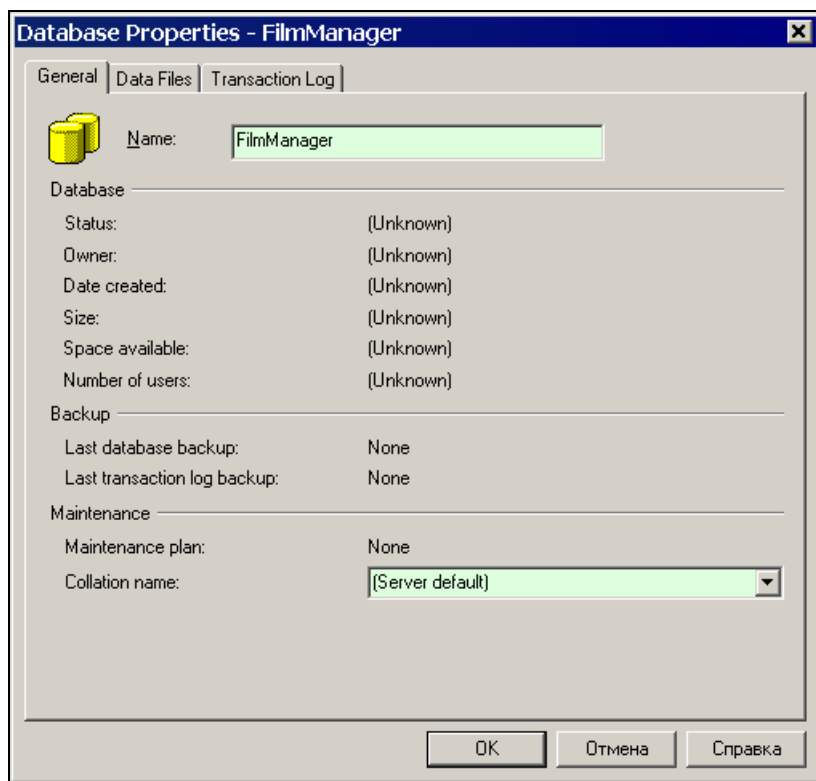 Database Properties - FilmManager
General Data Files Transaction Log
Name: FilmManager
Database
Status: (Unknown)
Owner: (Unknown)
Date created: (Unknown)
Size: (Unknown)
Space available: (Unknown)
Number of users: (Unknown)
Backup
Last database backup: None
Last transaction log backup: None
Maintenance
Maintenance plan: None
Collation name: (Server default)
OK Отмена Справка